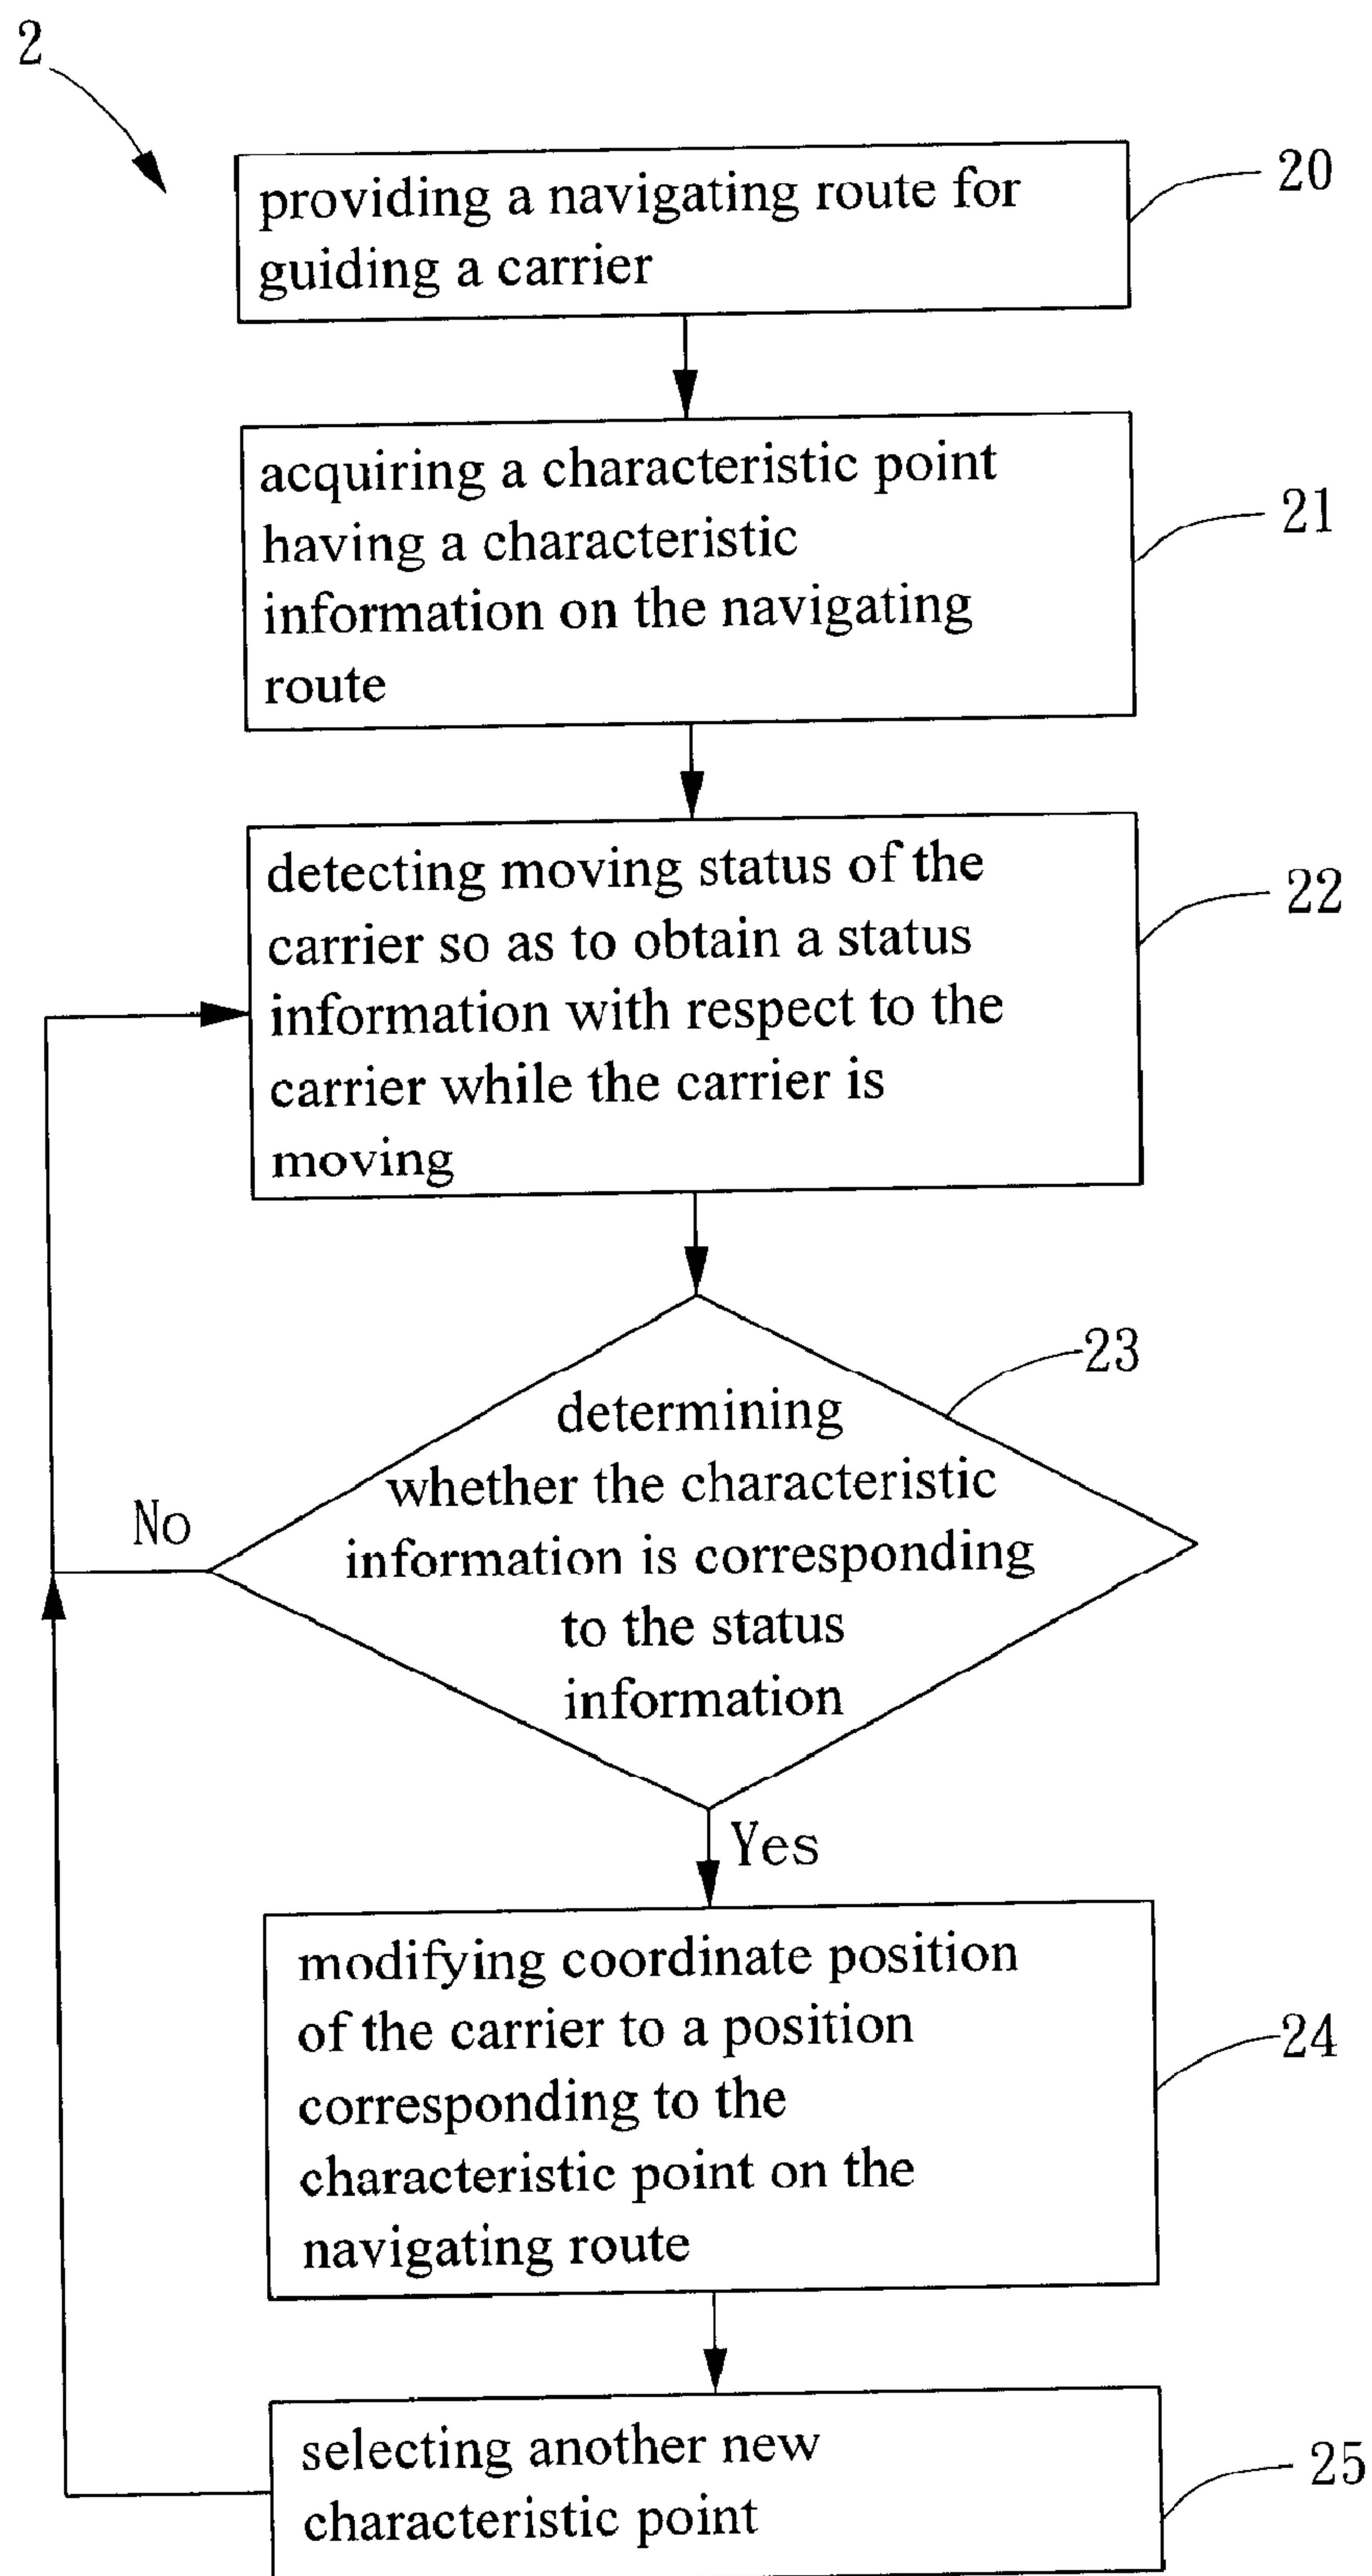 2
providing a navigating route for
guiding a carrier
20
acquiring a characteristic point
having a characteristic
information on the navigating
route
21
detecting moving status of the
carrier so as to obtain a status
information with respect to the
carrier while the carrier is
moving
22
determining
whether the characteristic
information is corresponding
to the status
information
23
No
Yes
modifying coordinate position
of the carrier to a position
corresponding to the
characteristic point on the
navigating route
24
selecting another new
characteristic point
25